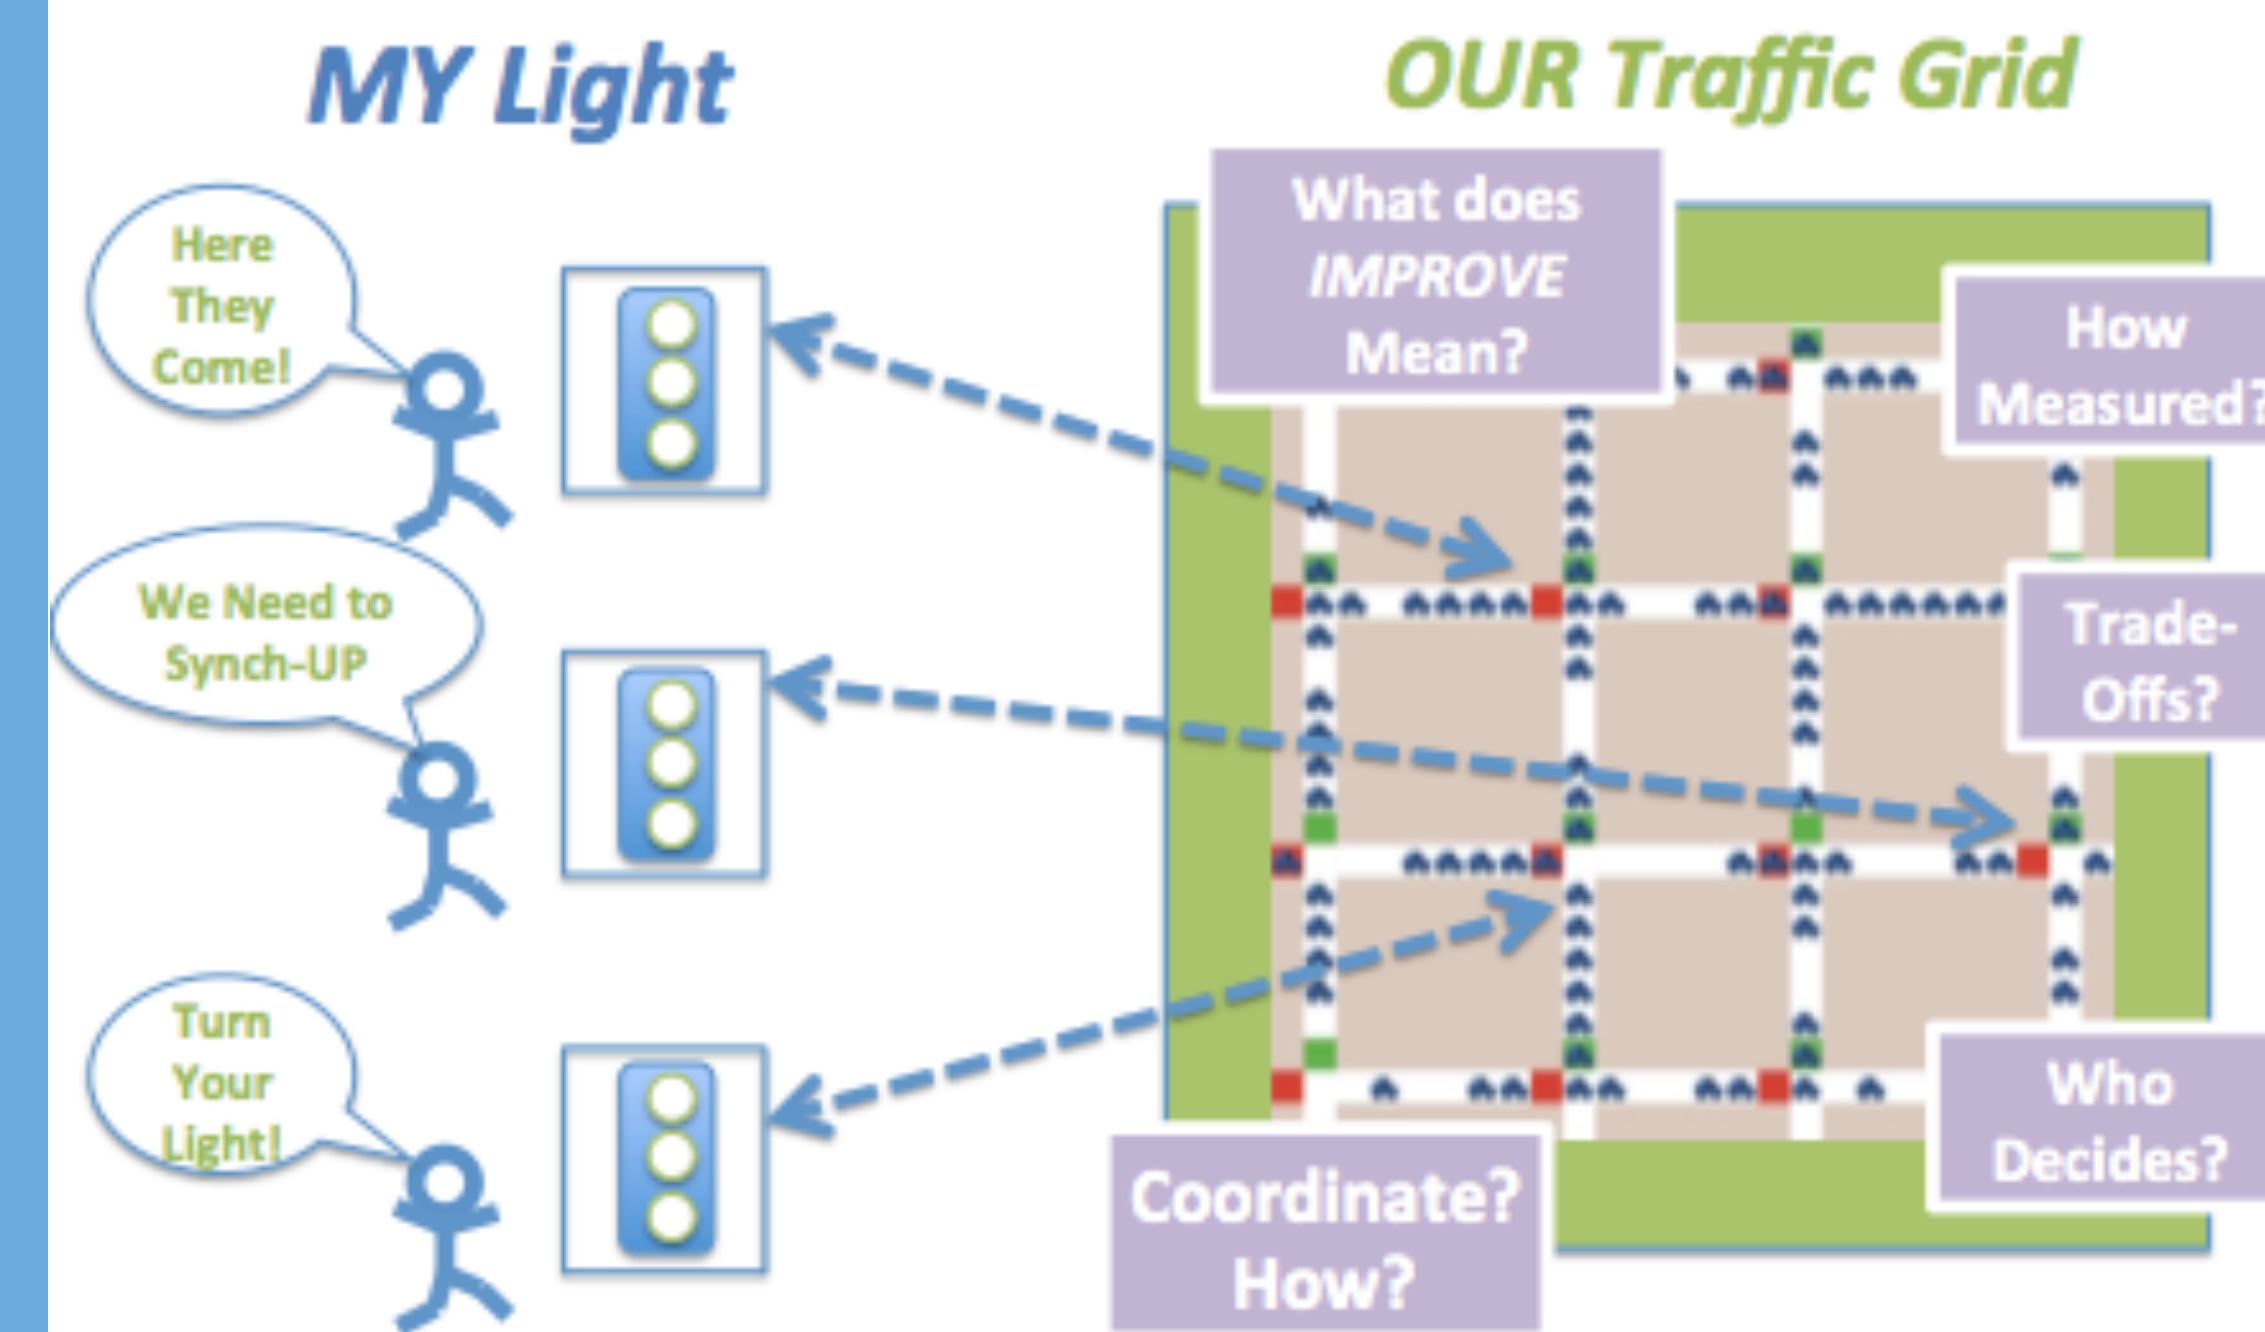 MY Light
OUR Traffic Grid
Here
They
Come!
We Need to
Synch-UP
Turn
Your
Light!
What does
IMPROVE
Mean?
How
Measured?
Trade-
Offs?
Who
Decides?
Coordinate?
How?